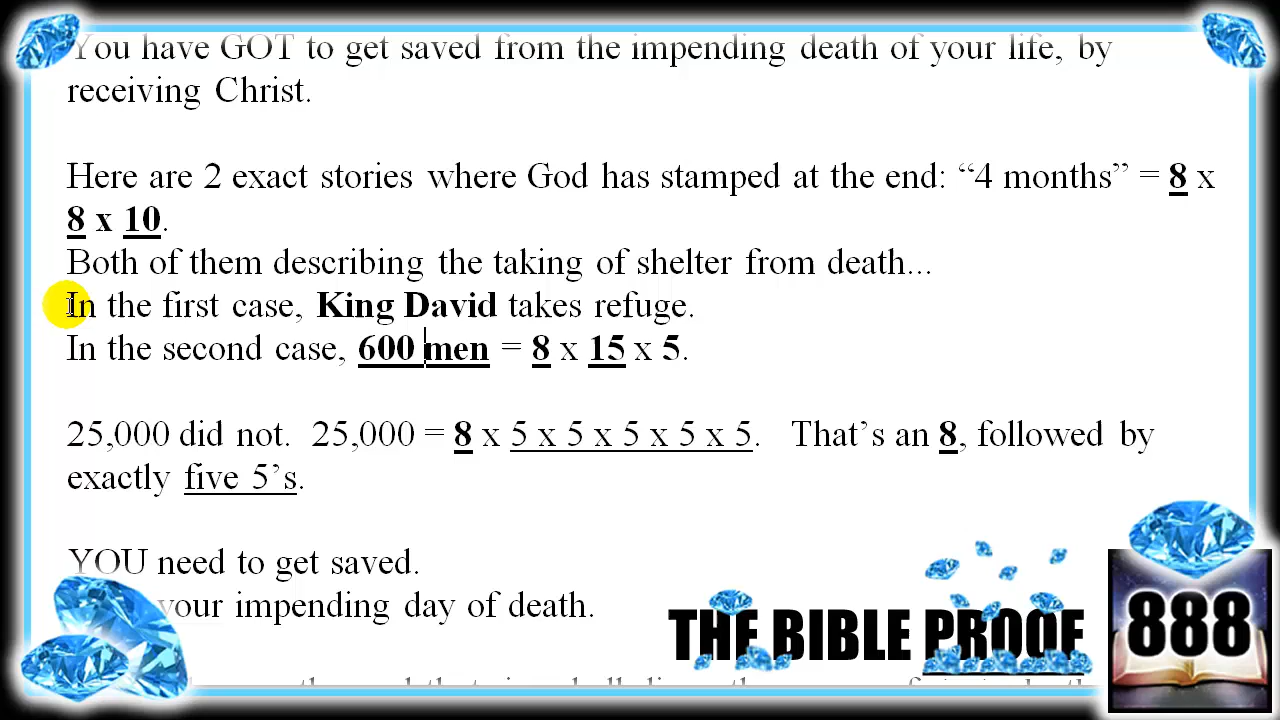 You have GOT to get saved from the impending death of your life, by
receiving Christ.
Here are 2 exact stories where God has stamped at the end: “4 months” = 8 x
8 x 10.
Both of them describing the taking of shelter from death...
In the first case, King David takes refuge.
In the second case, 600 men = 8 x 15 x 5.
25,000 did not.  25,000 = 8 x 5 x 5 x 5 x 5 x 5.   That’s an 8, followed by
exactly five 5’s.
YOU need to get saved.
your impending day of death.
THE BIBLE PROOF
888